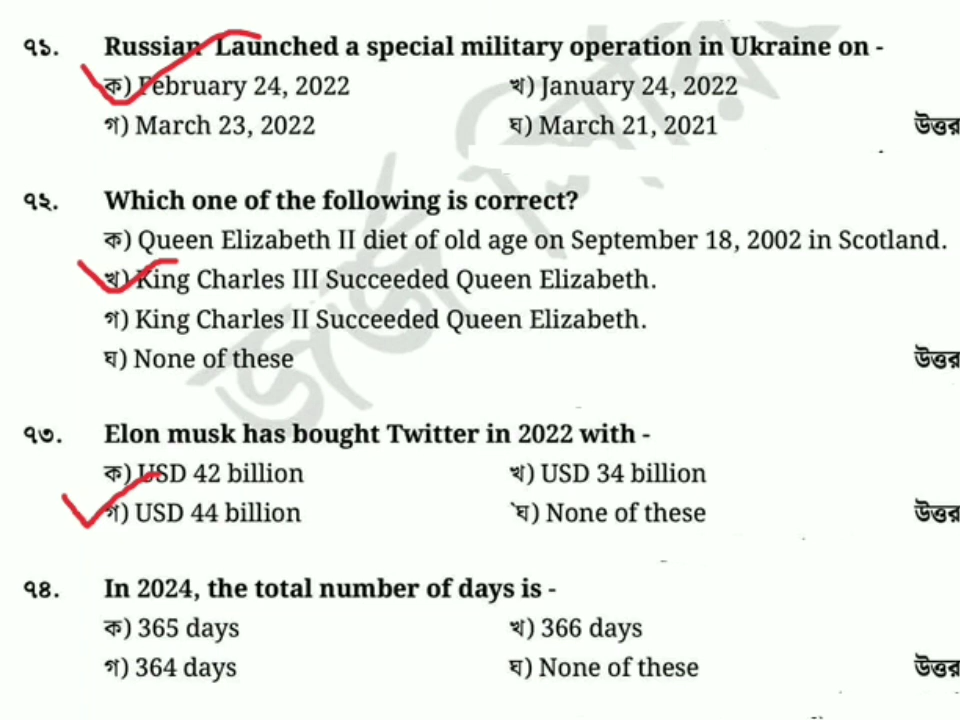 ৭১. Russian Launched a special military operation in Ukraine on -
ক) February 24, 2022 খ) January 24, 2022
গ) March 23, 2022 ঘ) March 21, 2021 উত্তর
৭২. Which one of the following is correct?
ক) Queen Elizabeth II diet of old age on September 18, 2002 in Scotland.
খ) King Charles III Succeeded Queen Elizabeth.
গ) King Charles II Succeeded Queen Elizabeth.
ঘ) None of these উত্তর
৭৩. Elon musk has bought Twitter in 2022 with -
ক) USD 42 billion খ) USD 34 billion
গ) USD 44 billion ঘ) None of these উত্তর
৭৪. In 2024, the total number of days is -
ক) 365 days খ) 366 days
গ) 364 days ঘ) None of these উত্তর